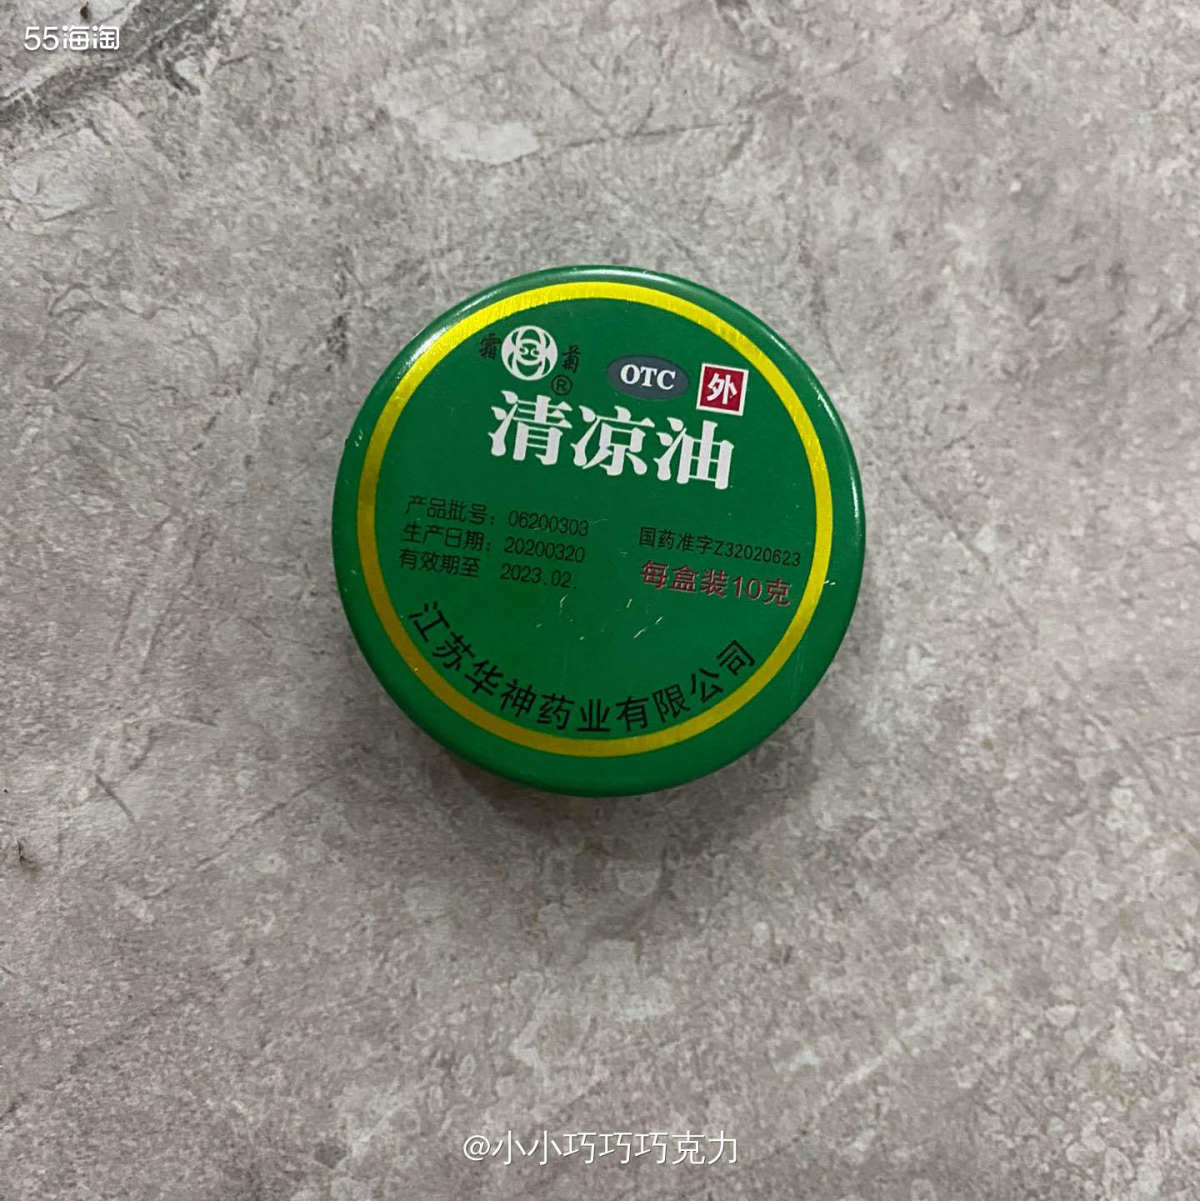 55海淘
霜菊
®
OTC
外
清凉油
产品批号：06200303
生产日期：20200320
有效期至 2023.02.
国药准字Z32020623
每盒装10克
江苏华神药业有限公司
@小小巧巧巧克力